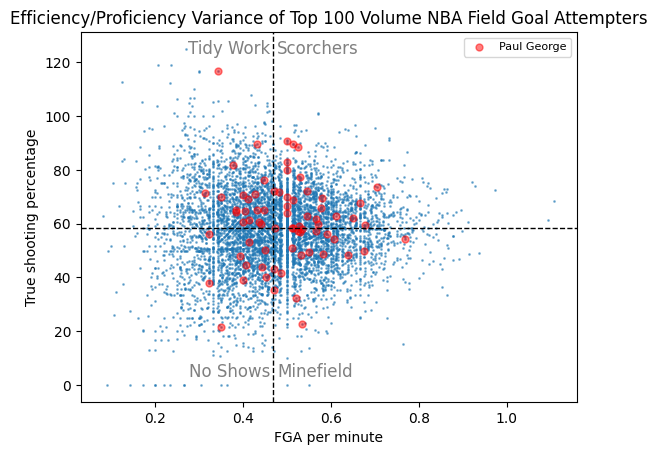 Efficiency/Proficiency Variance of Top 100 Volume NBA Field Goal Attempters
Tidy Work
Scorchers
Paul George
120
100
80
60
40
20
0
True shooting percentage
No Shows
Minefield
0.2
0.4
0.6
0.8
1.0
FGA per minute